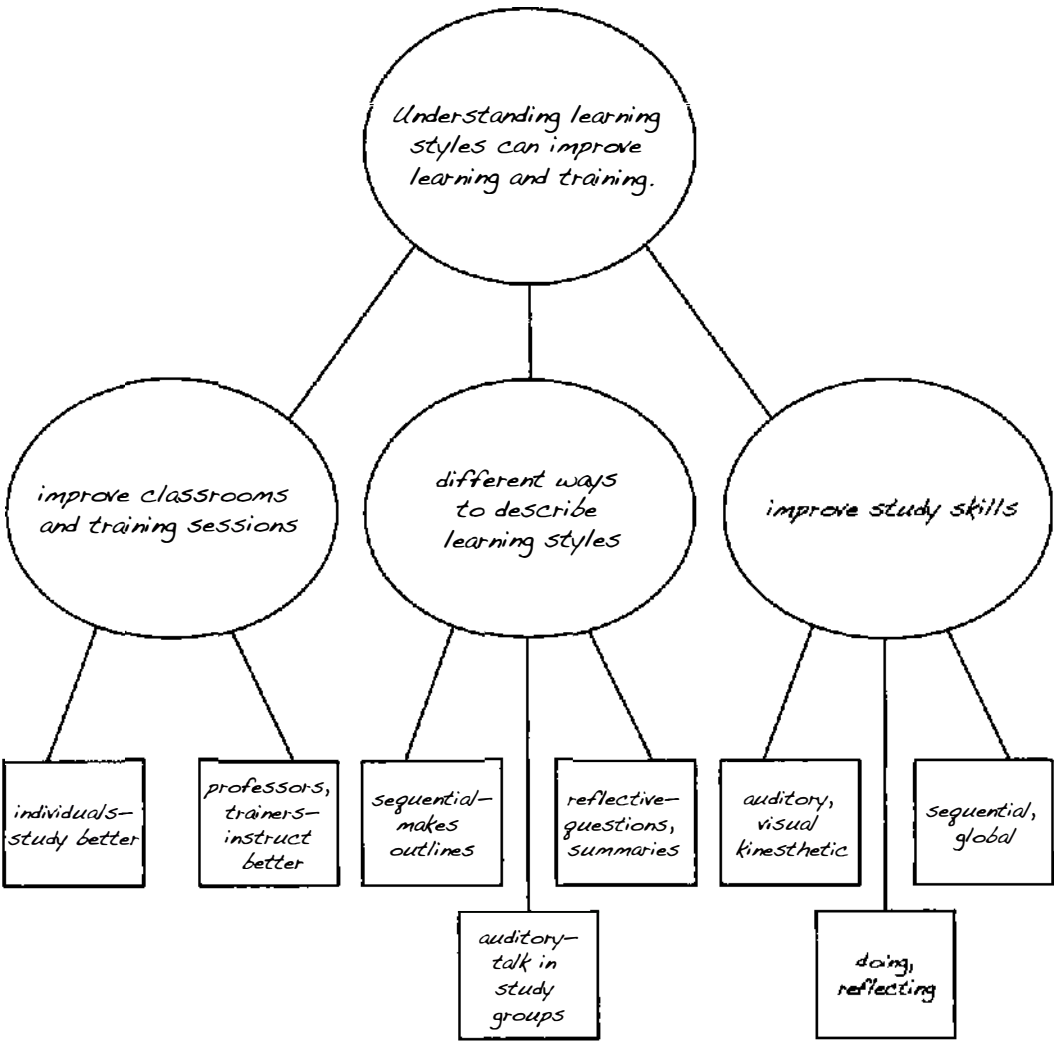 Understanding learning
styles can improve
learning and training.
improve classrooms
and training sessions
different ways
to describe
learning styles
improve study skills
individuals—
study better
professors,
trainers—
instruct
better
sequential—
makes
outlines
auditory—
talk in
study
groups
reflective—
questions,
summaries
auditory,
visual
kinesthetic
doing,
reflecting
sequential,
global